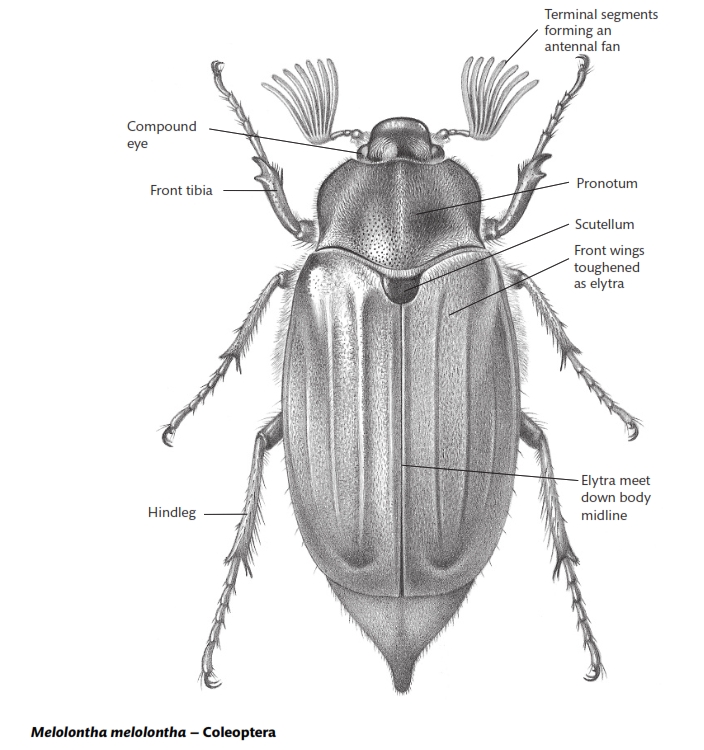 Terminal segments
forming an
antennal fan
Compound
eye
Front tibia
Pronotum
Scutellum
Front wings
toughened
as elytra
Elytra meet
down body
midline
Hindleg
Melolontha melolontha – Coleoptera